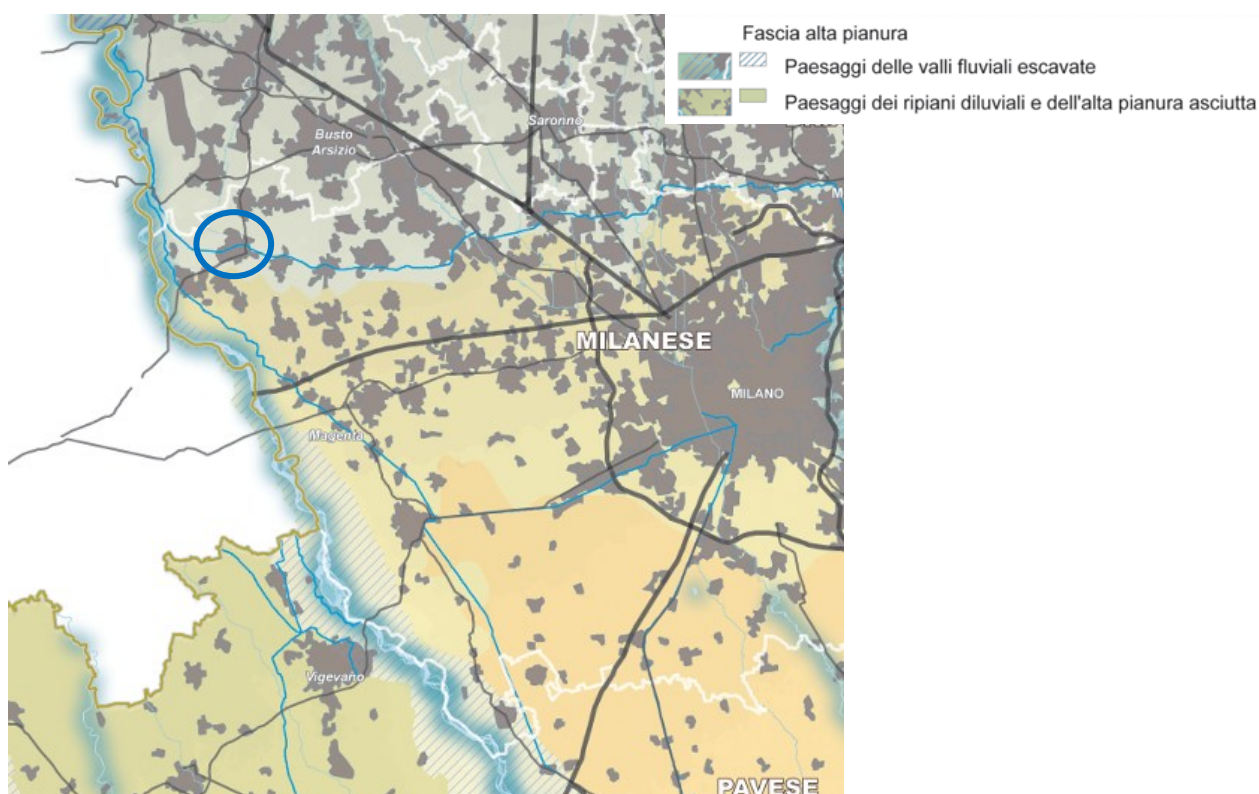 Fascia alta pianura
Paesaggi delle valli fluviali escavate
Paesaggi dei ripiani diluviali e dell'alta pianura asciutta
Saronno
Busto
Arsizio
MILANESE
MILANO
Magenta
Vigevano
PAVESE